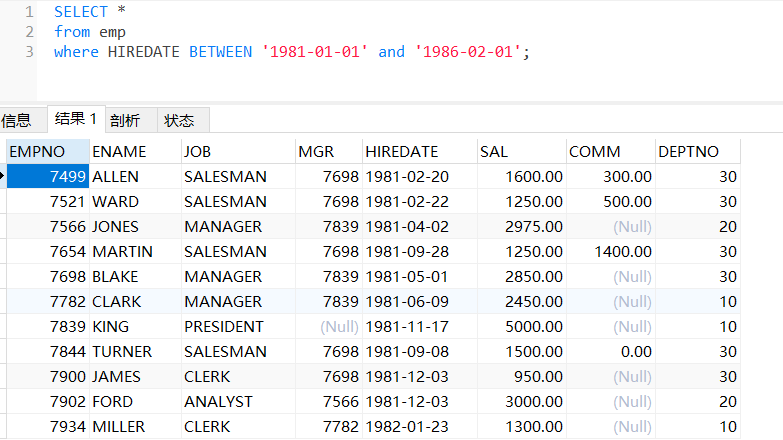 1 SELECT *
2 from emp
3 where HIREDATE BETWEEN '1981-01-01' and '1986-02-01';
信息 结果 1 剖析 状态
EMPNO ENAME JOB MGR HIREDATE SAL COMM DEPTNO
7499 ALLEN SALESMAN 7698 1981-02-20 1600.00 300.00 30
7521 WARD SALESMAN 7698 1981-02-22 1250.00 500.00 30
7566 JONES MANAGER 7839 1981-04-02 2975.00 (Null) 20
7654 MARTIN SALESMAN 7698 1981-09-28 1250.00 1400.00 30
7698 BLAKE MANAGER 7839 1981-05-01 2850.00 (Null) 30
7782 CLARK MANAGER 7839 1981-06-09 2450.00 (Null) 10
7839 KING PRESIDENT (Null) 1981-11-17 5000.00 (Null) 10
7844 TURNER SALESMAN 7698 1981-09-08 1500.00 0.00 30
7900 JAMES CLERK 7698 1981-12-03 950.00 (Null) 30
7902 FORD ANALYST 7566 1981-12-03 3000.00 (Null) 20
7934 MILLER CLERK 7782 1982-01-23 1300.00 (Null) 10